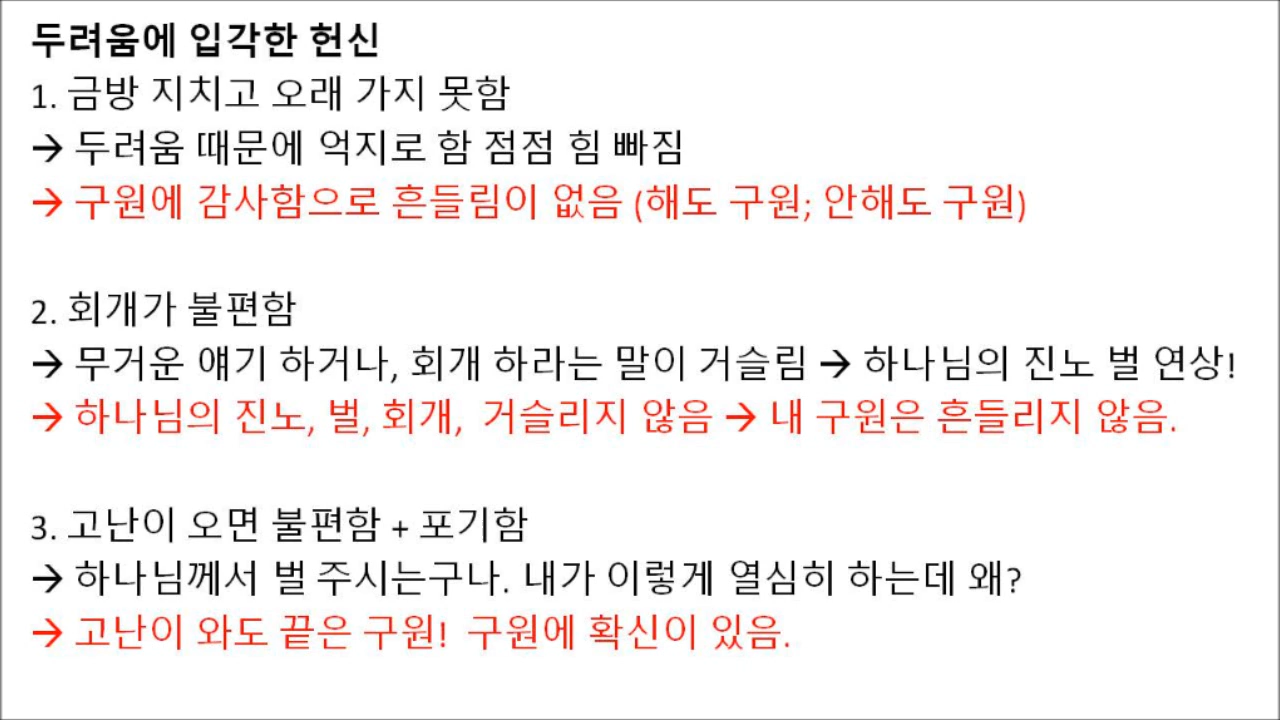 두려움에 입각한 헌신
1. 금방 지치고 오래 가지 못함
→ 두려움 때문에 억지로 함 점점 힘 빠짐
→ 구원에 감사함으로 흔들림이 없음 (해도 구원; 안해도 구원)
2. 회개가 불편함
→ 무거운 얘기 하거나, 회개 하라는 말이 거슬림 → 하나님의 진노 벌 연상!
→ 하나님의 진노, 벌, 회개, 거슬리지 않음 → 내 구원은 흔들리지 않음.
3. 고난이 오면 불편함 + 포기함
→ 하나님께서 벌 주시는구나. 내가 이렇게 열심히 하는데 왜?
→ 고난이 와도 끝은 구원! 구원에 확신이 있음.